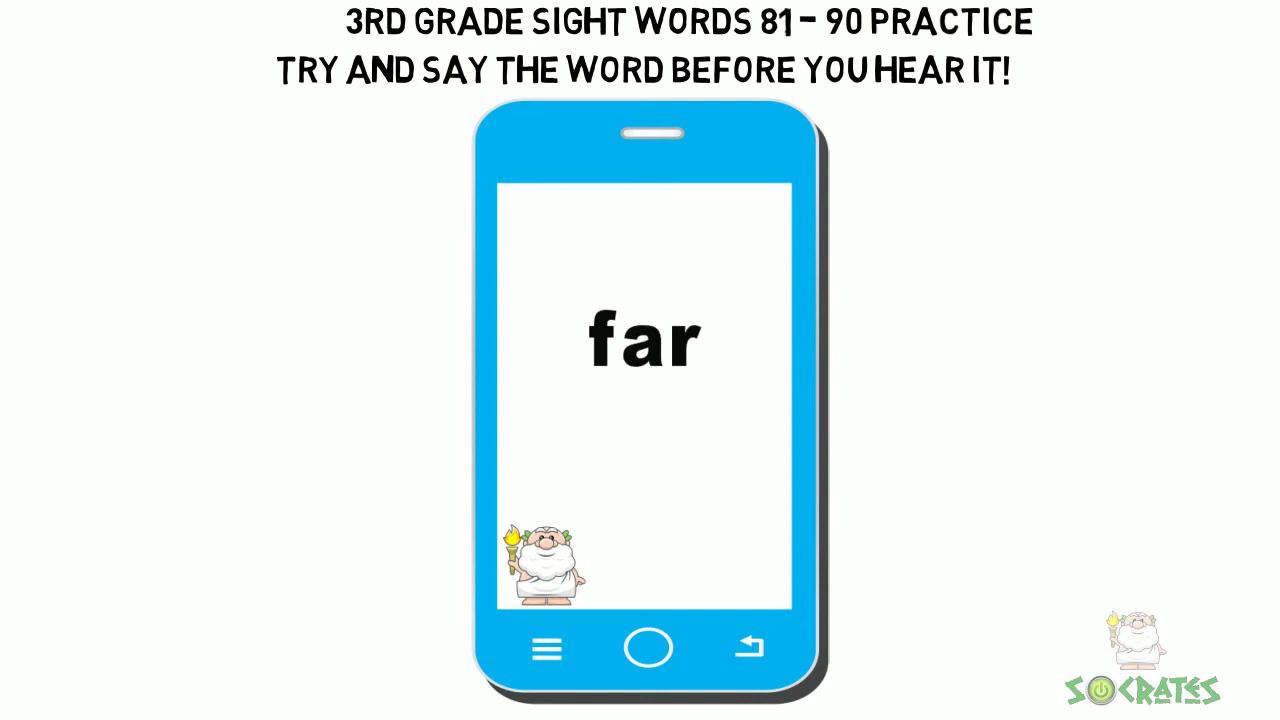 3RD GRADE SIGHT WORDS 81 - 90 PRACTICE
TRY AND SAY THE WORD BEFORE YOU HEAR IT!
far
SOCRATES